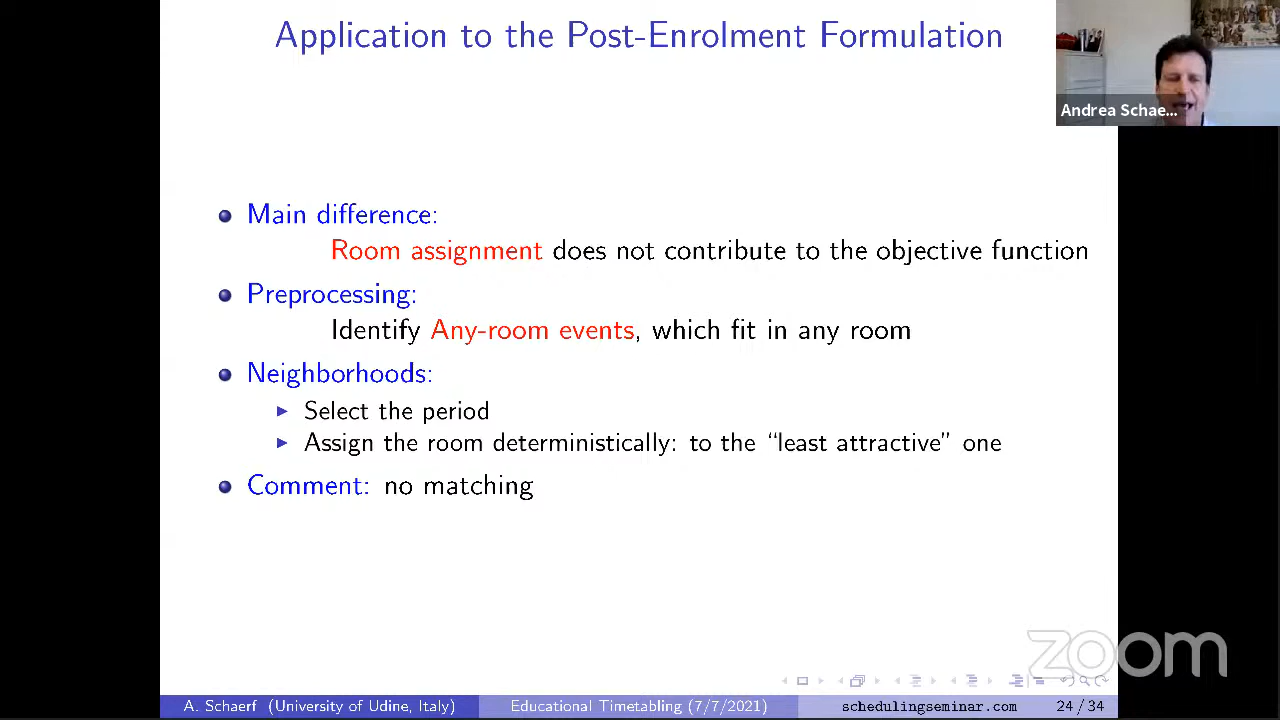 Application to the Post-Enrolment Formulation
Andrea Schae...
Main difference:
Room assignment does not contribute to the objective function
Preprocessing:
Identify Any-room events, which fit in any room
Neighborhoods:
Select the period
Assign the room deterministically: to the “least attractive” one
Comment: no matching
zoom
A. Schaerf (University of Udine, Italy) Educational Timetabling (7/7/2021) schedulingseminar.com 24 / 34